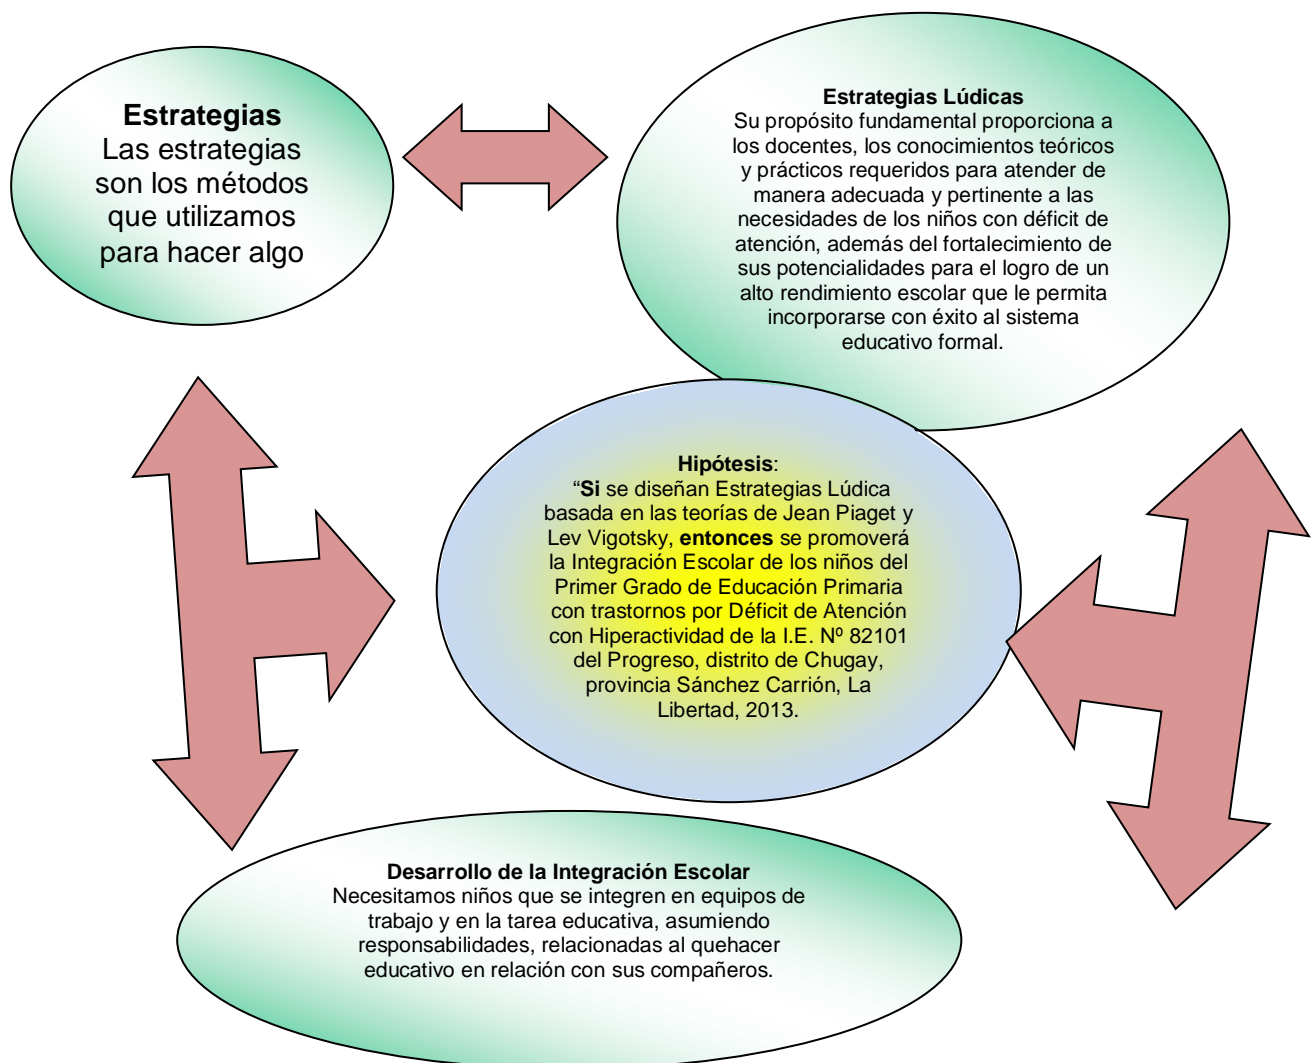 Estrategias
Las estrategias
son los métodos
que utilizamos
para hacer algo
Estrategias Lúdicas
Su propósito fundamental proporciona a
los docentes, los conocimientos teóricos
y prácticos requeridos para atender de
manera adecuada y pertinente a las
necesidades de los niños con déficit de
atención, además del fortalecimiento de
sus potencialidades para el logro de un
alto rendimiento escolar que le permita
incorporarse con éxito al sistema
educativo formal.
Hipótesis:
“Si se diseñan Estrategias Lúdica
basada en las teorías de Jean Piaget y
Lev Vigotsky, entonces se promoverá
la Integración Escolar de los niños del
Primer Grado de Educación Primaria
con trastornos por Déficit de Atención
con Hiperactividad de la I.E. Nº 82101
del Progreso, distrito de Chugay,
provincia Sánchez Carrión, La
Libertad, 2013.
Desarrollo de la Integración Escolar
Necesitamos niños que se integren en equipos de
trabajo y en la tarea educativa, asumiendo
responsabilidades, relacionadas al quehacer
educativo en relación con sus compañeros.